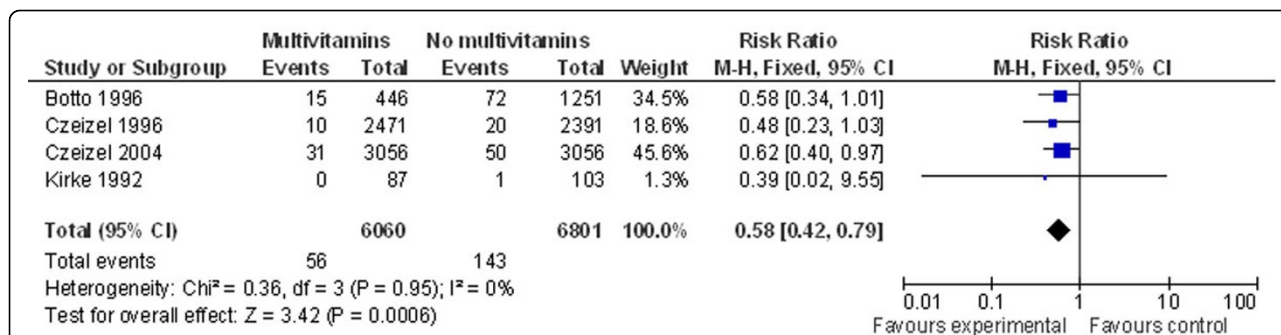 Multivitamins No multivitamins Risk Ratio Risk Ratio
Study or Subgroup Events Total Events Total Weight M-H, Fixed, 95% CI M-H, Fixed, 95% CI
Botto 1996 15 446 72 1251 34.5% 0.58 [0.34, 1.01]
Czeizel 1996 10 2471 20 2391 18.6% 0.48 [0.23, 1.03]
Czeizel 2004 31 3056 50 3056 45.6% 0.62 [0.40, 0.97]
Kirke 1992 0 87 1 103 1.3% 0.39 [0.02, 9.55]
Total (95% CI) 6060 6801 100.0% 0.58 [0.42, 0.79]
Total events 56 143
Heterogeneity: Chi² = 0.36, df = 3 (P = 0.95); I² = 0%
Test for overall effect: Z = 3.42 (P = 0.0006)
0.01 0.1 1 10 100
Favours experimental Favours control